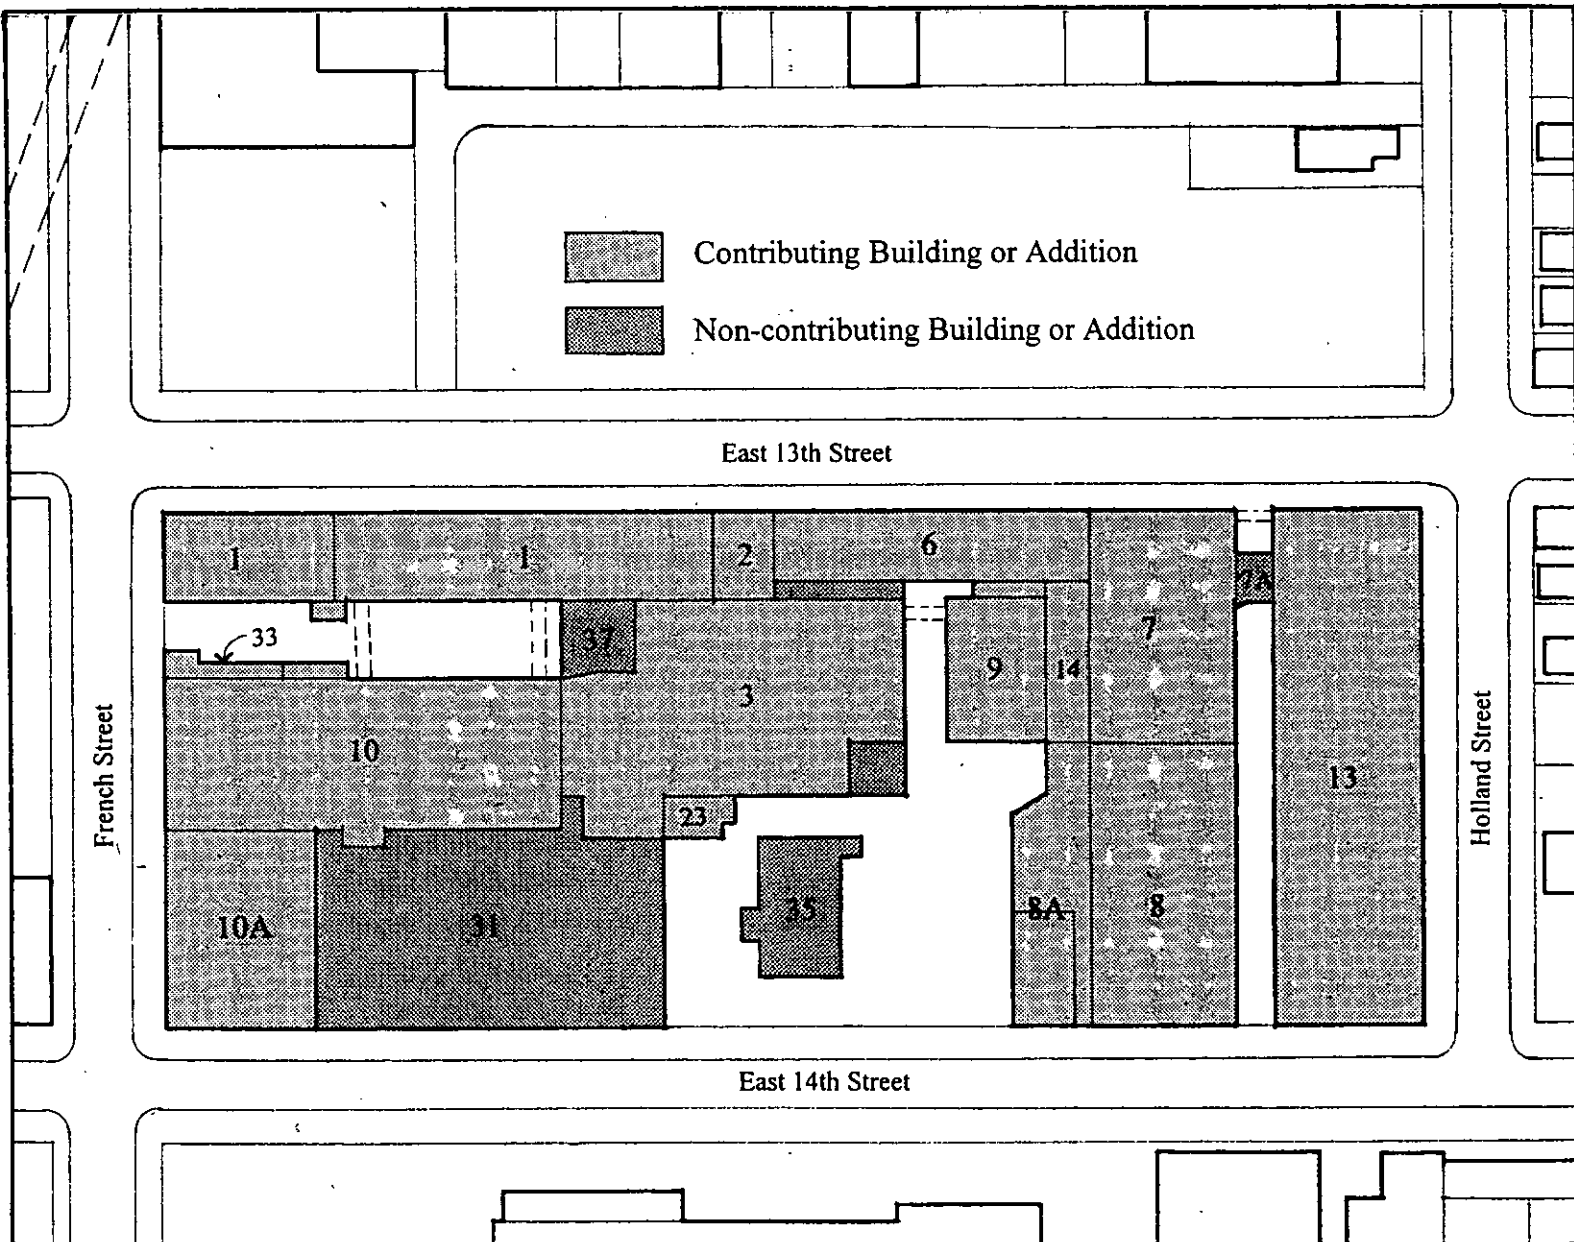 Contributing Building or Addition
Non-contributing Building or Addition
East 13th Street
1
1
2
6
7A
37
7
33
9
14
3
10
13
French Street
Holland Street
23
10A
31
35
8A
8
East 14th Street